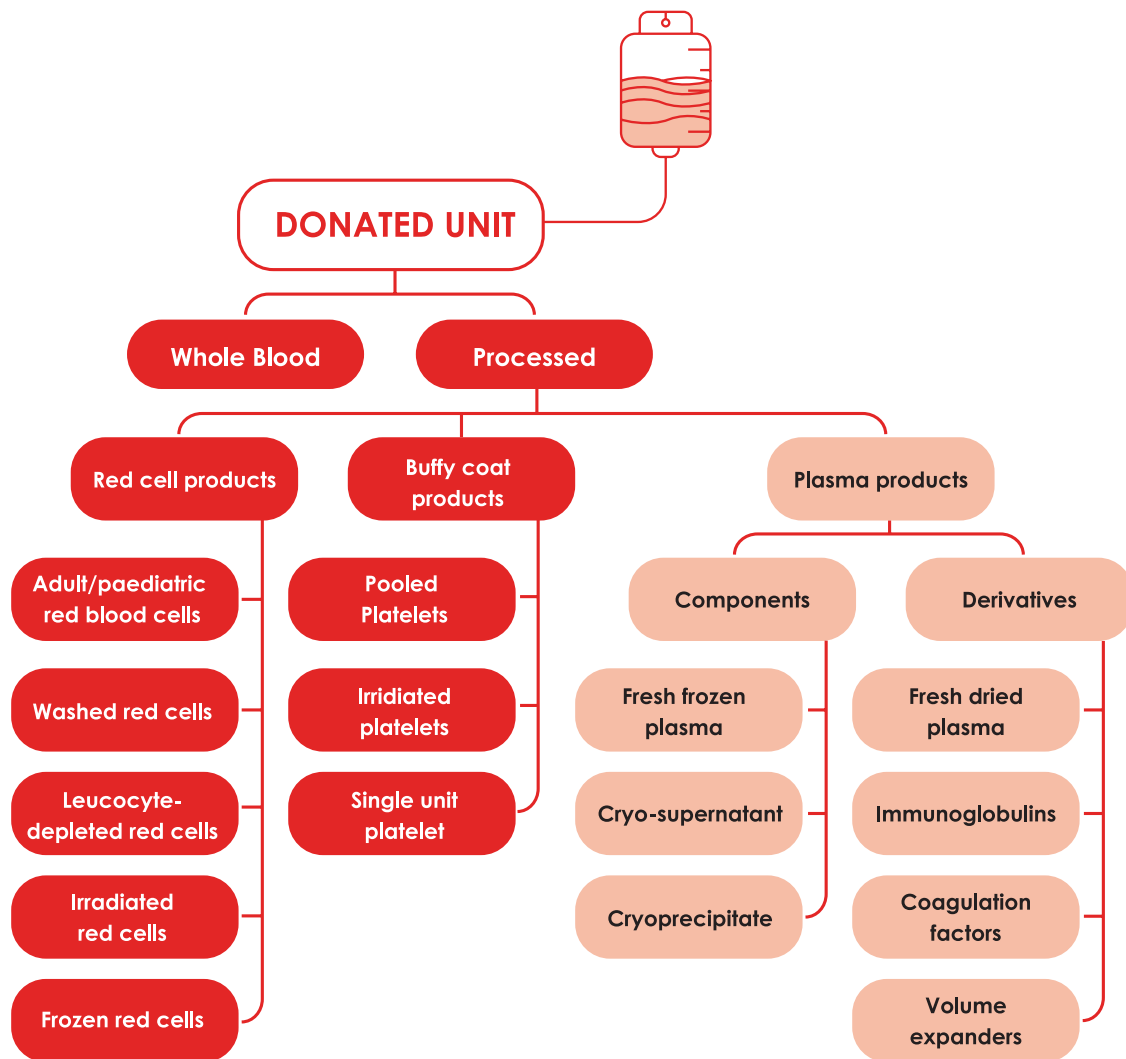 DONATED UNIT
Whole Blood
Processed
Red cell products
Buffy coat
products
Plasma products
Adult/paediatric
red blood cells
Washed red cells
Leucocyte-
depleted red cells
Irradiated
red cells
Frozen red cells
Pooled
Platelets
Irridiated
platelets
Single unit
platelet
Components
Derivatives
Fresh frozen
plasma
Cryo-supernatant
Cryoprecipitate
Fresh dried
plasma
Immunoglobulins
Coagulation
factors
Volume
expanders